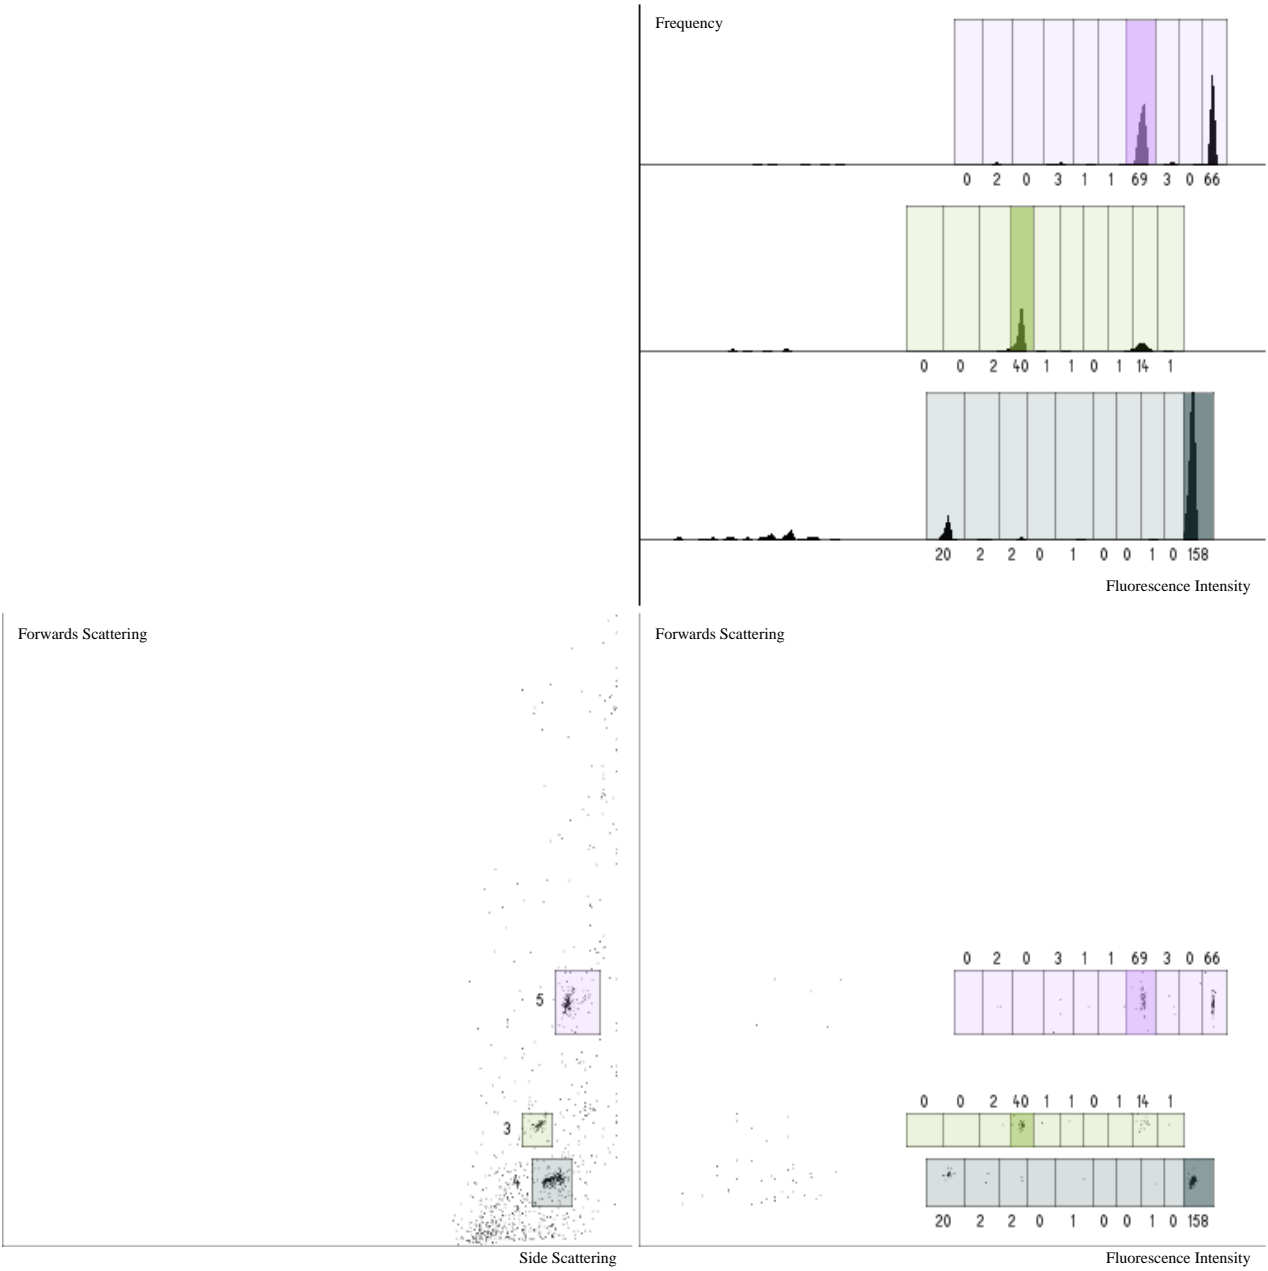 Frequency
0 2 0 3 1 1 69 3 0 66
0 0 2 40 1 1 0 1 14 1
20 2 2 0 1 0 0 1 0 158
Fluorescence Intensity
Forwards Scattering
5
3
4
Side Scattering
Forwards Scattering
0 2 0 3 1 1 69 3 0 66
0 0 2 40 1 1 0 1 14 1
20 2 2 0 1 0 0 1 0 158
Fluorescence Intensity